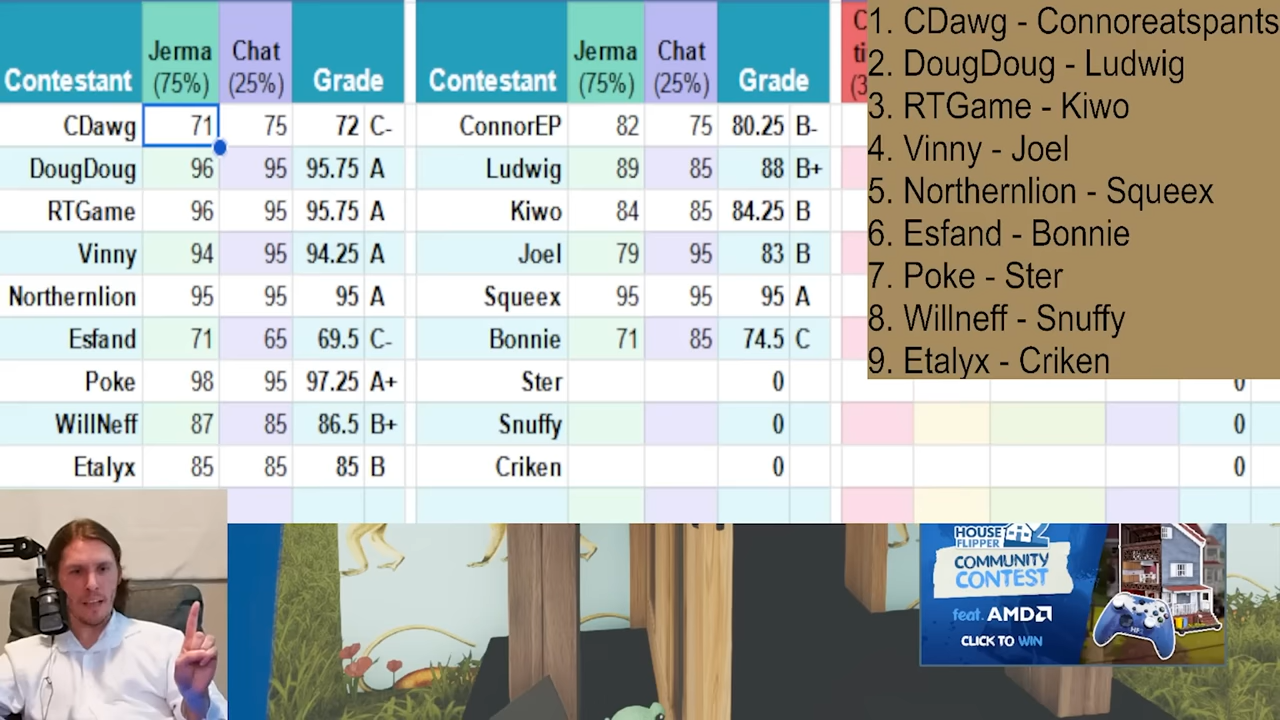 Contestant Jerma (75%) Chat (25%) Grade Contestant Jerma (75%) Chat (25%) Grade
CDawg 71 75 72 C- ConnorEP 82 75 80.25 B-
DougDoug 96 95 95.75 A Ludwig 89 85 88 B+
RTGame 96 95 95.75 A Kiwo 84 85 84.25 B
Vinny 94 95 94.25 A Joel 79 95 83 B
Northernlion 95 95 95 A Squeex 95 95 95 A
Esfand 71 65 69.5 C- Bonnie 71 85 74.5 C
Poke 98 95 97.25 A+ Ster 0 0
WillNeff 87 85 86.5 B+ Snuffy 0 0
Etalyx 85 85 85 B Criken 0 0
1. CDawg - Connoreatspants
2. DougDoug - Ludwig
3. RTGame - Kiwo
4. Vinny - Joel
5. Northernlion - Squeex
6. Esfand - Bonnie
7. Poke - Ster
8. Willneff - Snuffy
9. Etalyx - Criken
HOUSE
FLIPPER 2
COMMUNITY
CONTEST
feat. AMD
CLICK TO WIN